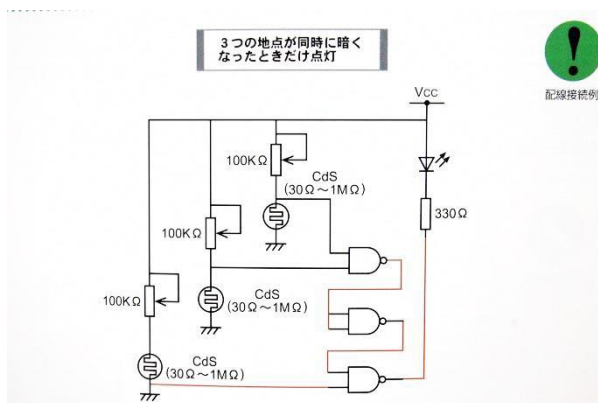 3つの地点が同時に暗く
なったときだけ点灯
配線接続例
Vcc
100KΩ
CdS
(30Ω～1MΩ)
330Ω
100KΩ
CdS
(30Ω～1MΩ)
100KΩ
CdS
(30Ω～1MΩ)